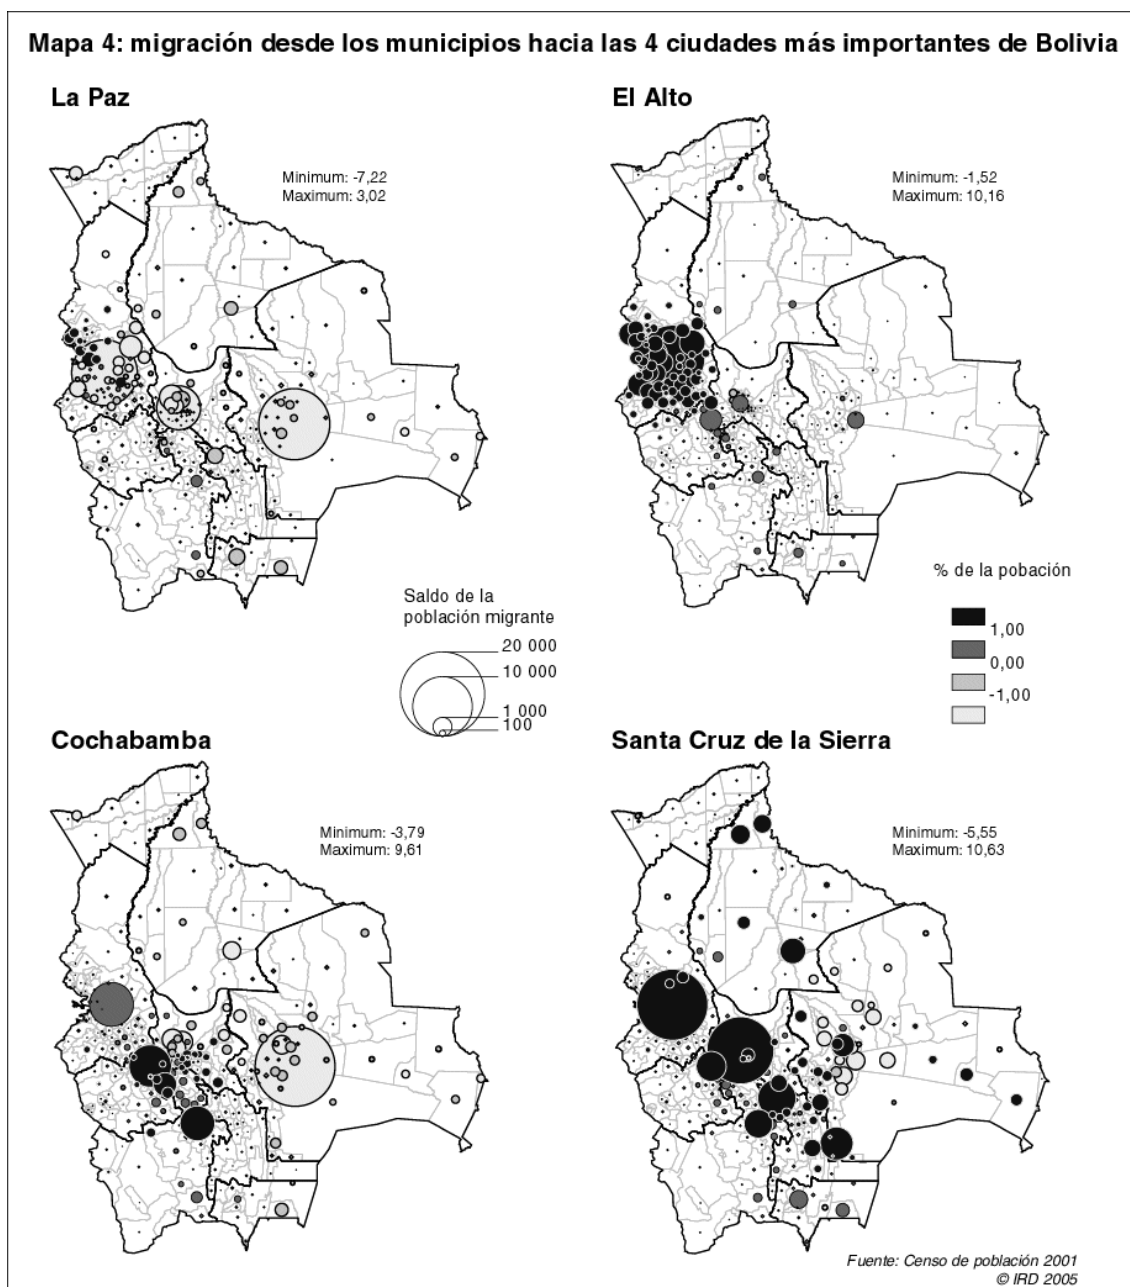 Mapa 4: migración desde los municipios hacia las 4 ciudades más importantes de Bolivia
La Paz
Minimum: -7,22
Maximum: 3,02
El Alto
Minimum: -1,52
Maximum: 10,16
Saldo de la
población migrante
20 000
10 000
1 000
100
% de la pobación
1,00
0,00
-1,00
Cochabamba
Minimum: -3,79
Maximum: 9,61
Santa Cruz de la Sierra
Minimum: -5,55
Maximum: 10,63
Fuente: Censo de población 2001
© IRD 2005